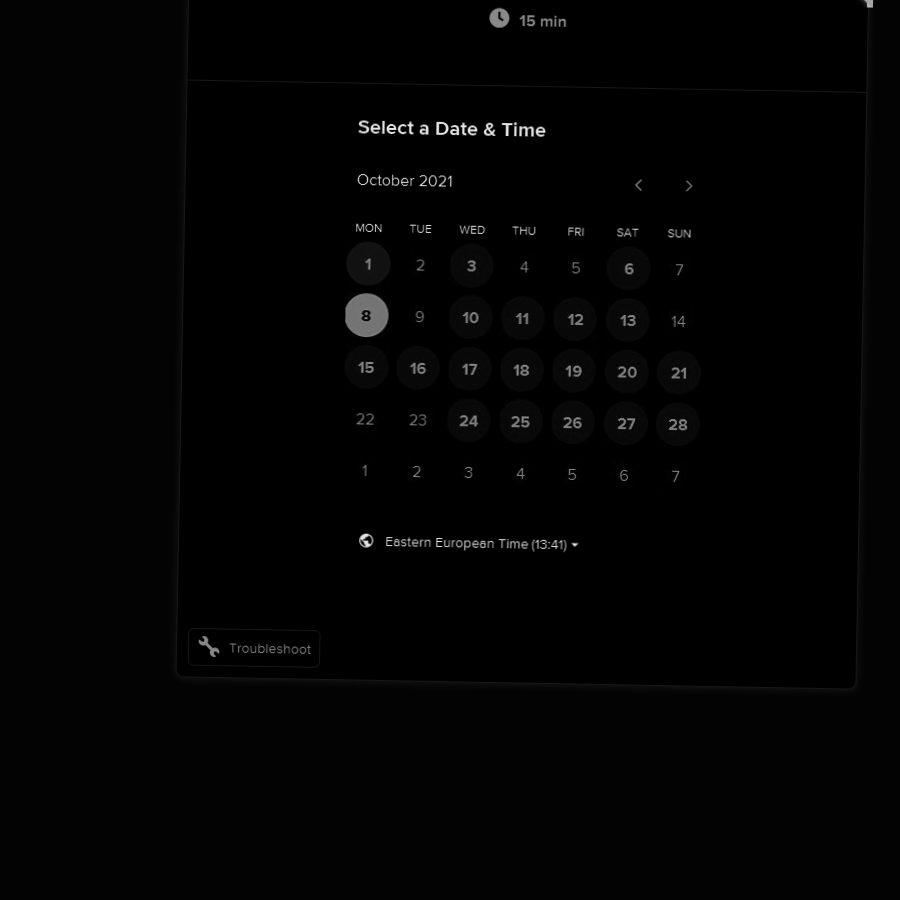 15 min
Select a Date & Time
October 2021
MON TUE WED THU FRI SAT SUN
1 2 3 4 5 6 7
8 9 10 11 12 13 14
15 16 17 18 19 20 21
22 23 24 25 26 27 28
1 2 3 4 5 6 7
Eastern European Time (13:41)
Troubleshoot